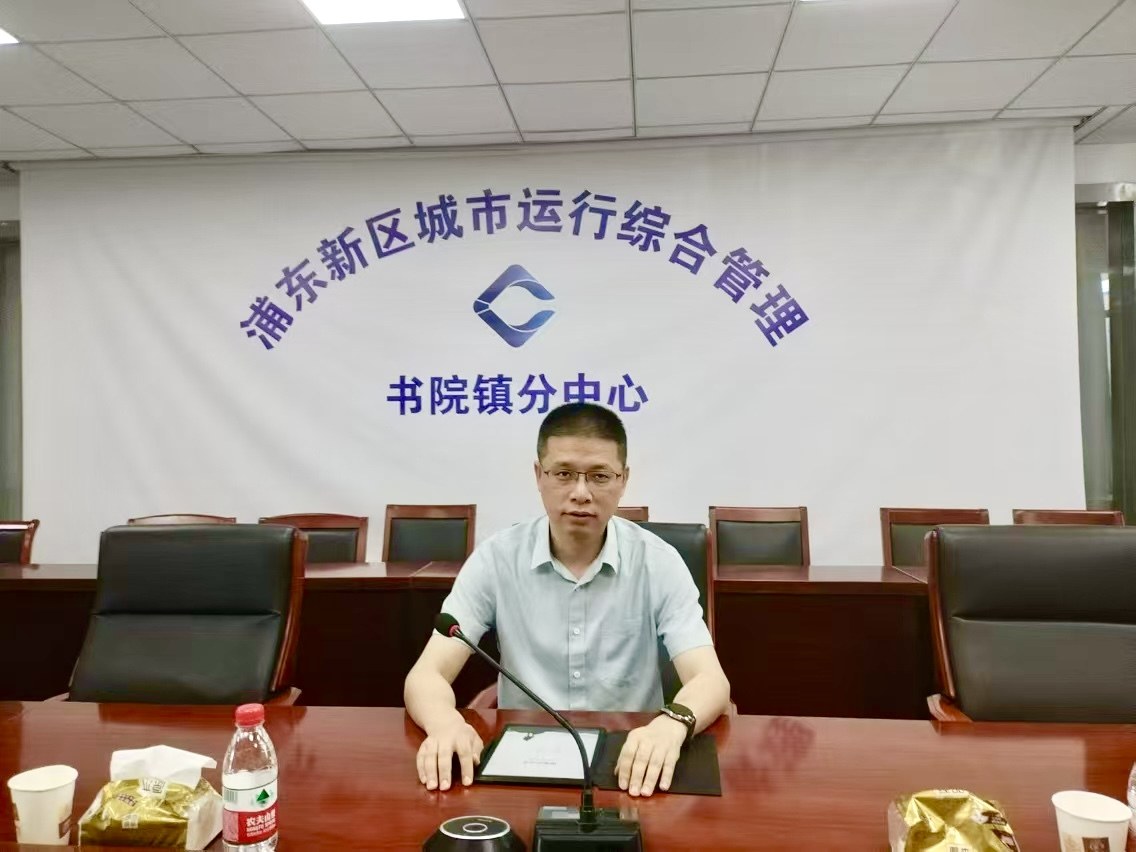 浦东新区城市运行综合管理
书院镇分中心
农夫山泉